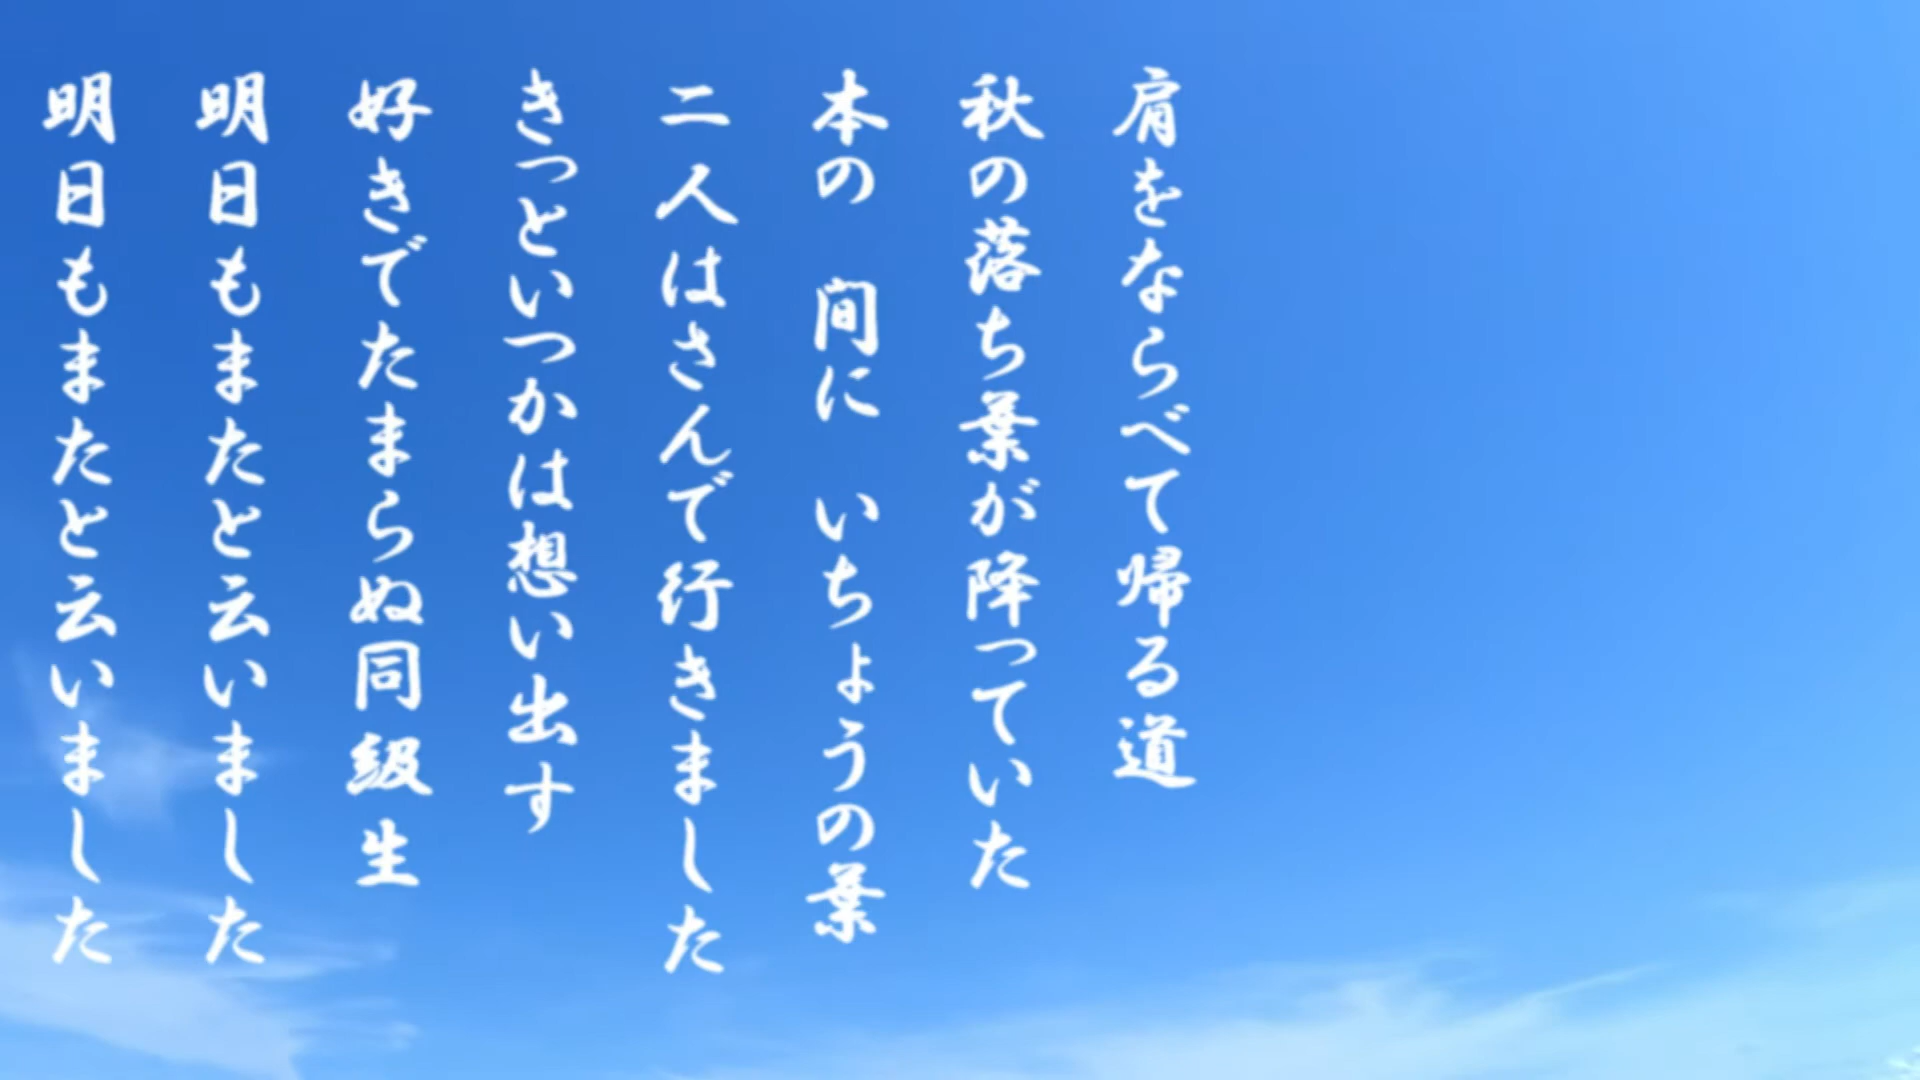 肩をならべて帰る道
秋の落ち葉が降っていた
本の　間に　いちょうの葉
二人はさんで行きました
きっといつかは想い出す
好きでたまらぬ同級生
明日もまたと云いました
明日もまたと云いました